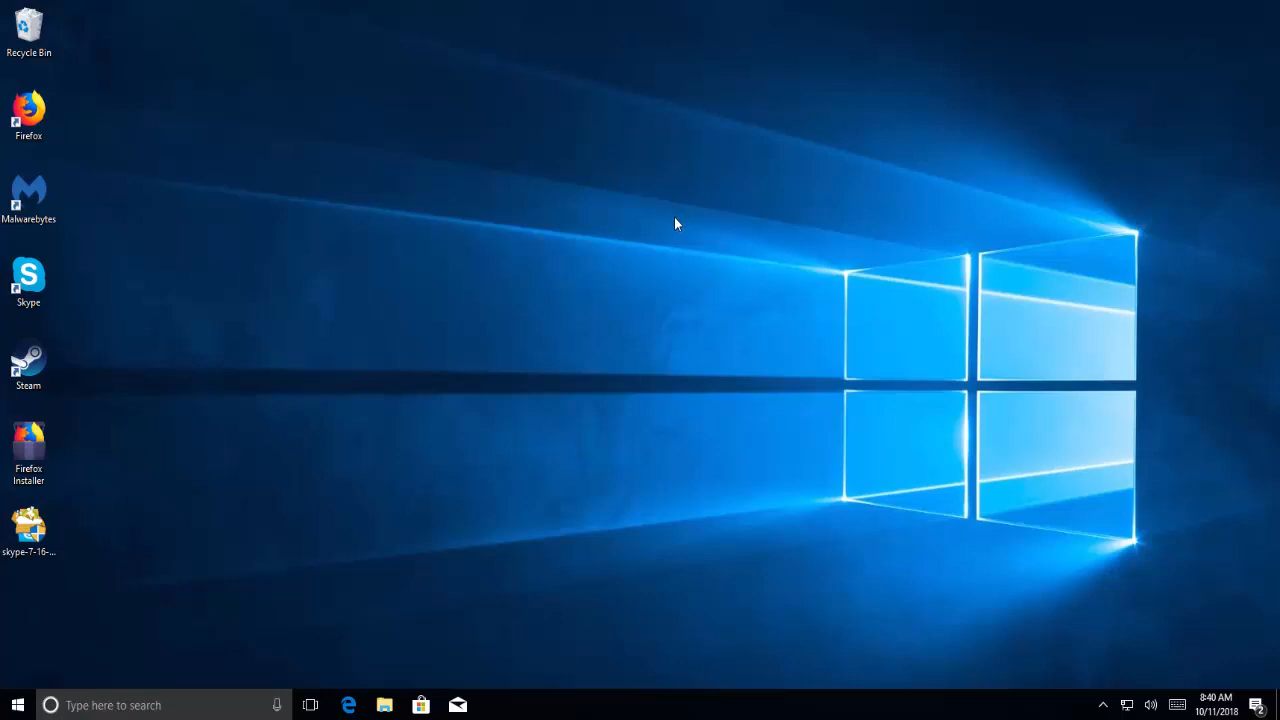 Recycle Bin
Firefox
Malwarebytes
Skype
Steam
Firefox
Installer
skype-7-16-...
Type here to search
8:40 AM
10/11/2018
2